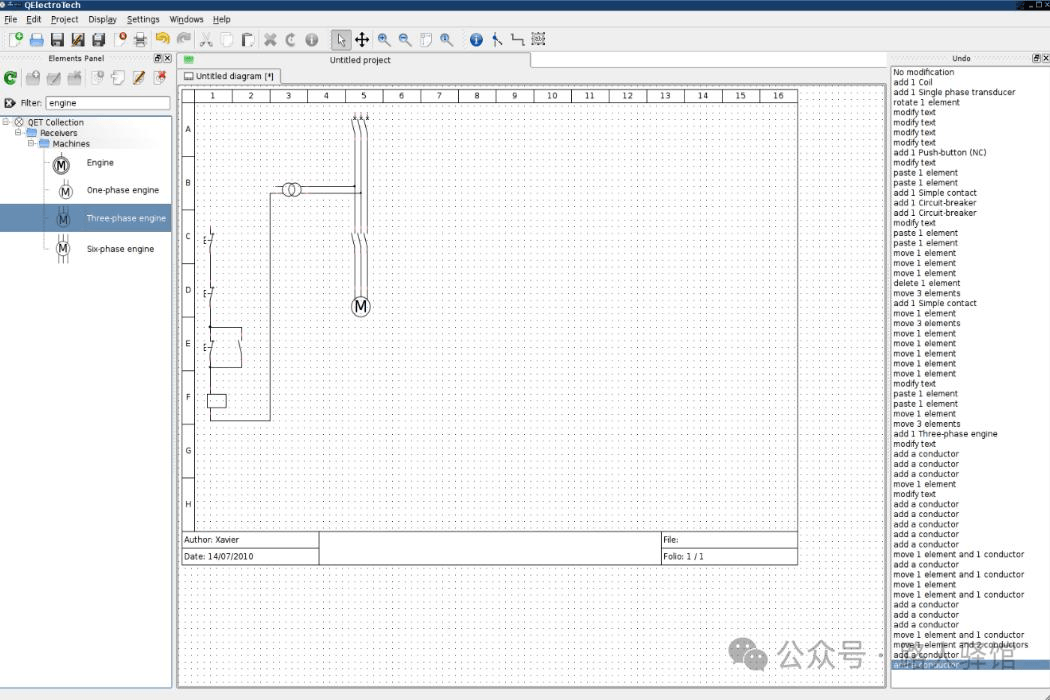 QElectroTech
File Edit Project Display Settings Windows Help
Elements Panel
Filter: engine
QET Collection
Receivers
Machines
Engine
One-phase engine
Three-phase engine
Six-phase engine
Untitled project
Untitled diagram [*]
1 2 3 4 5 6 7 8 9 10 11 12 13 14 15 16
A
B
C
D
E
F
G
H
M
Author: Xavier
Date: 14/07/2010
File:
Folio: 1 / 1
Undo
No modification
add 1 Coil
add 1 Single phase transducer
rotate 1 element
modify text
modify text
modify text
modify text
add 1 Push-button (NC)
modify text
paste 1 element
paste 1 element
add 1 Simple contact
add 1 Circuit-breaker
add 1 Circuit-breaker
modify text
paste 1 element
paste 1 element
move 1 element
move 1 element
move 1 element
delete 1 element
move 3 elements
add 1 Simple contact
move 1 element
move 3 elements
move 1 element
move 1 element
move 1 element
move 1 element
move 1 element
modify text
paste 1 element
paste 1 element
move 1 element
move 3 elements
add 1 Three-phase engine
modify text
add a conductor
add a conductor
add a conductor
move 1 element
modify text
add a conductor
add a conductor
add a conductor
add a conductor
add a conductor
move 1 element and 1 conductor
add a conductor
move 1 element and 1 conductor
move 1 element
move 1 element and 1 conductor
add a conductor
add a conductor
add a conductor
move 1 element and 1 conductor
move 1 element and 2 conductors
add a conductor
add a conductor
公众号 ·